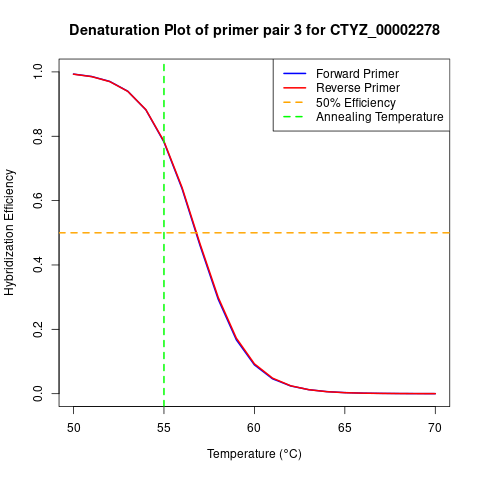 Denaturation Plot of primer pair 3 for CTYZ_00002278
Forward Primer
Reverse Primer
50% Efficiency
Annealing Temperature
Hybridization Efficiency
1.0
0.8
0.6
0.4
0.2
0.0
50
55
60
65
70
Temperature (°C)